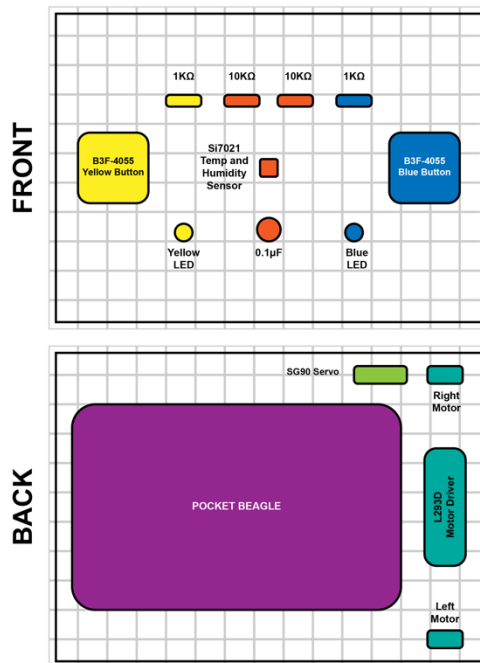 FRONT
1KΩ
10KΩ
10KΩ
1KΩ
B3F-4055
Yellow Button
Si7021
Temp and
Humidity
Sensor
B3F-4055
Blue Button
Yellow
LED
0.1µF
Blue
LED
BACK
SG90 Servo
Right
Motor
POCKET BEAGLE
L293D
Motor Driver
Left
Motor